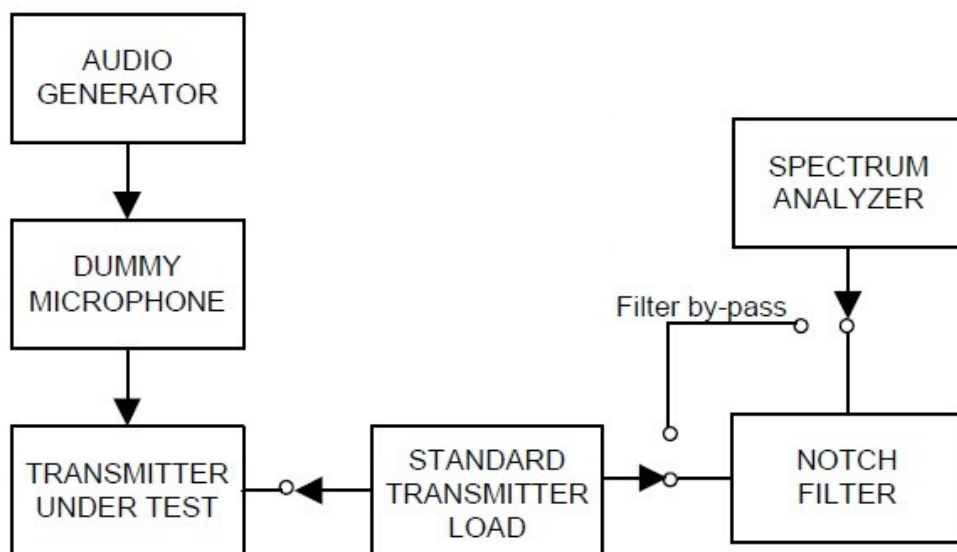 AUDIO
GENERATOR
SPECTRUM
ANALYZER
DUMMY
MICROPHONE
Filter by-pass
TRANSMITTER
UNDER TEST
STANDARD
TRANSMITTER
LOAD
NOTCH
FILTER